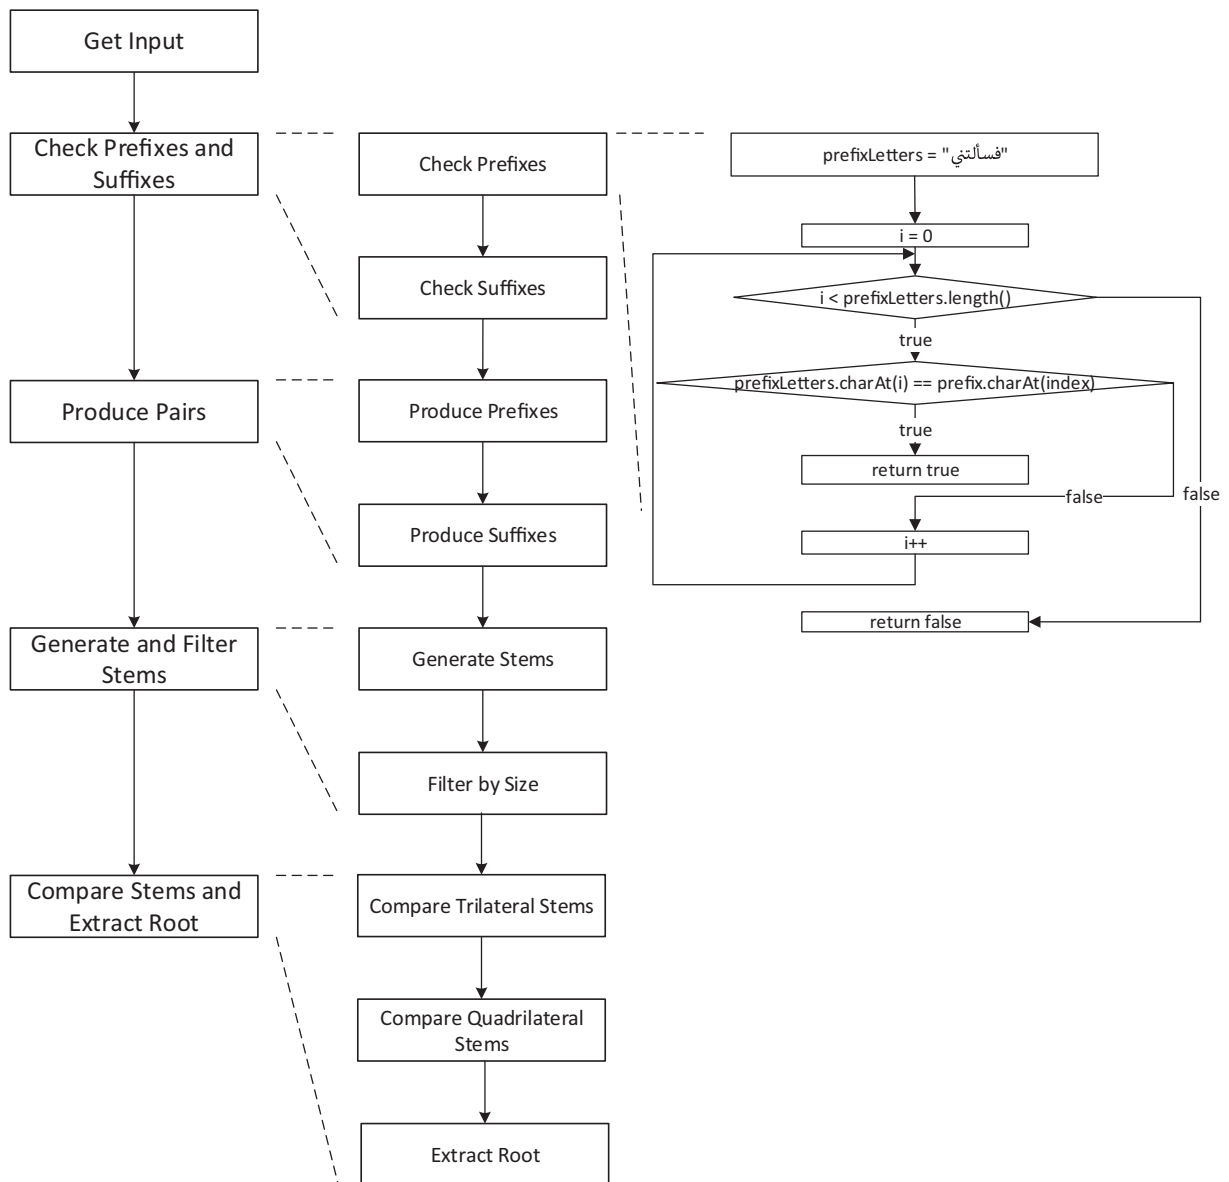 Get Input
Check Prefixes and
Suffixes
Produce Pairs
Generate and Filter
Stems
Compare Stems and
Extract Root
Check Prefixes
Check Suffixes
Produce Prefixes
Produce Suffixes
Generate Stems
Filter by Size
Compare Trilateral Stems
Compare Quadrilateral
Stems
Extract Root
prefixLetters = "فسألتني"
i = 0
i < prefixLetters.length()
true
prefixLetters.charAt(i) == prefix.charAt(index)
true
return true
false
false
i++
return false